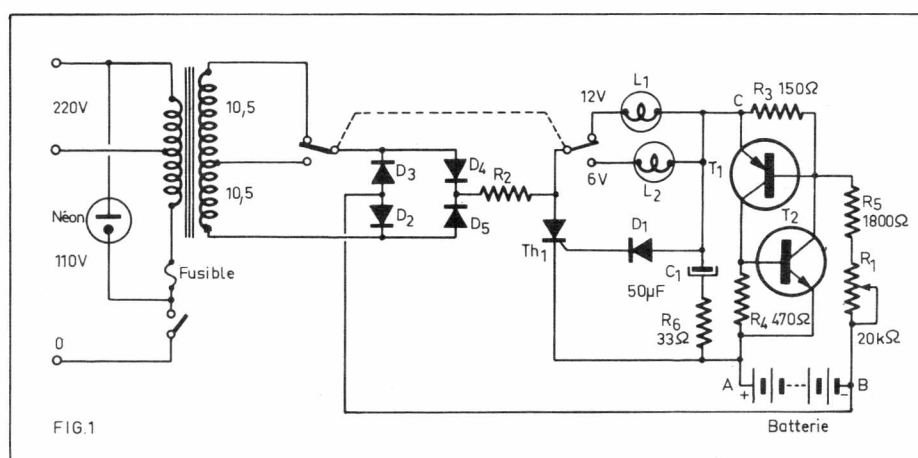 220V
Néon
110V
Fusible
0
10,5
10,5
D3
D2
D4
D5
R2
12V
6V
L1
L2
Th1
D1
C1
50µF
R6
33Ω
C
R3 150Ω
T1
T2
R4 470Ω
R5
1800Ω
R1
20kΩ
A
+
-
B
Batterie
FIG.1